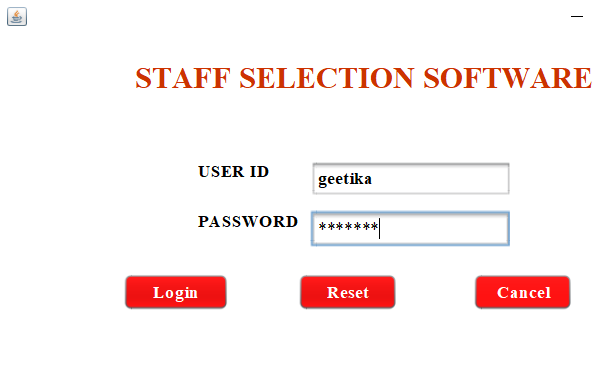 STAFF SELECTION SOFTWARE
USER ID geetika
PASSWORD *******
Login Reset Cancel